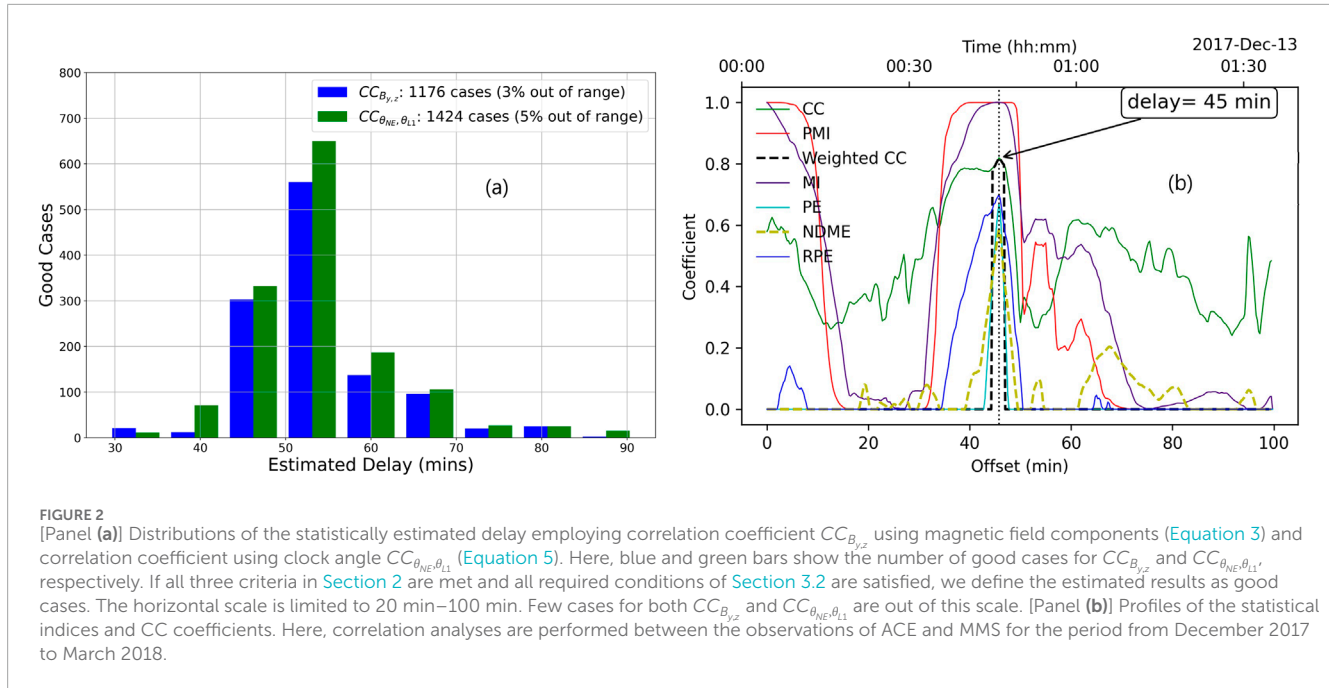 800
700
600
500
400
300
200
100
0
Good Cases
30 40 50 60 70 80 90
Estimated Delay (mins)
CC_{B_{y,z}}: 1176 cases (3% out of range)
CC_{θ_{NE},θ_{L1}}: 1424 cases (5% out of range)
(a)
Time (hh:mm) 2017-Dec-13
00:00 00:30 01:00 01:30
delay= 45 min
CC
PMI
Weighted CC
MI
PE
NDME
RPE
(b)
1.0
0.8
0.6
0.4
0.2
0.0
Coefficient
0 20 40 60 80 100
Offset (min)
FIGURE 2
[Panel (a)] Distributions of the statistically estimated delay employing correlation coefficient CC_{B_{y,z}} using magnetic field components (Equation 3) and
correlation coefficient using clock angle CC_{θ_{NE},θ_{L1}} (Equation 5). Here, blue and green bars show the number of good cases for CC_{B_{y,z}} and CC_{θ_{NE},θ_{L1}},
respectively. If all three criteria in Section 2 are met and all required conditions of Section 3.2 are satisfied, we define the estimated results as good
cases. The horizontal scale is limited to 20 min–100 min. Few cases for both CC_{B_{y,z}} and CC_{θ_{NE},θ_{L1}} are out of this scale. [Panel (b)] Profiles of the statistical
indices and CC coefficients. Here, correlation analyses are performed between the observations of ACE and MMS for the period from December 2017
to March 2018.